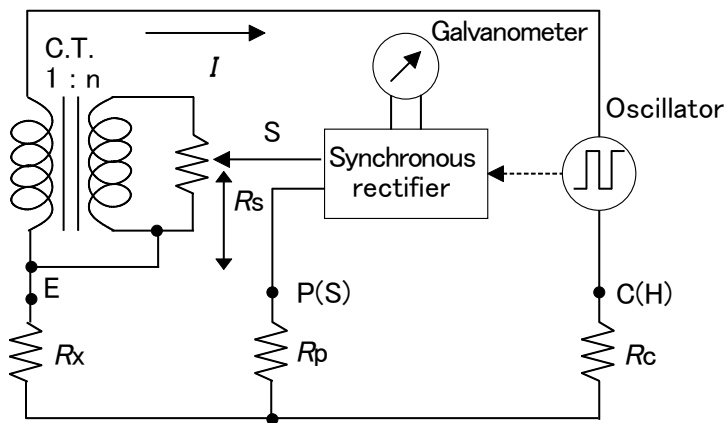 C.T.
1 : n
I
Galvanometer
Oscillator
S
Synchronous
rectifier
Rs
E
P(S)
C(H)
Rx
Rp
Rc